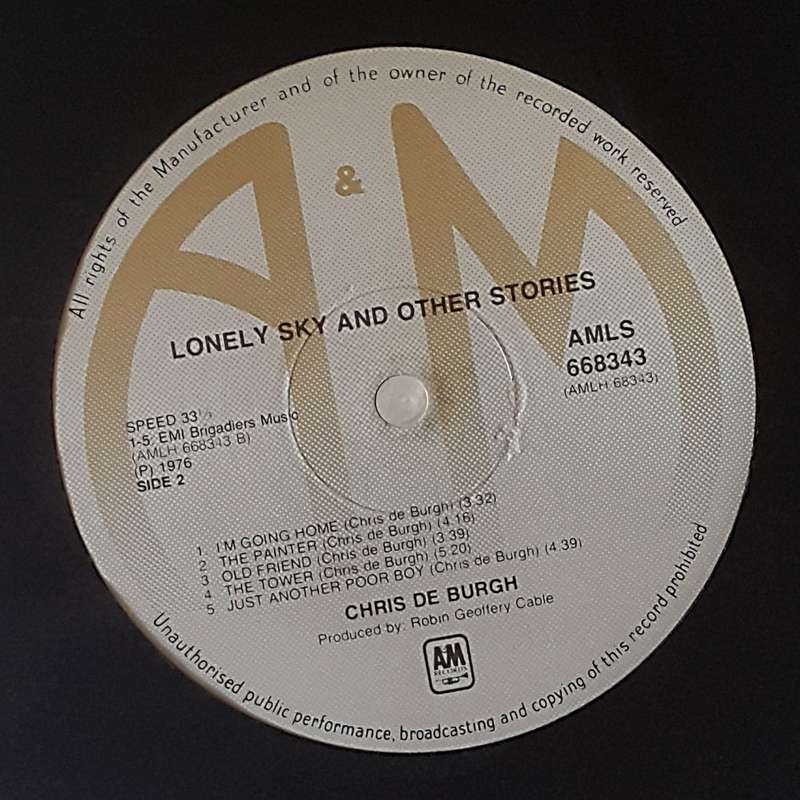 All rights of the Manufacturer and of the owner of the recorded work reserved
A & M
LONELY SKY AND OTHER STORIES
AMLS
668343
(AMLH 68343)
SPEED 33⅓
1-5: EMI Brigadiers Music
(AMLH 668343 B)
(P) 1976
SIDE 2
1 I'M GOING HOME (Chris de Burgh) (3.32)
2 THE PAINTER (Chris de Burgh) (4.16)
3 OLD FRIEND (Chris de Burgh) (3.39)
4 THE TOWER (Chris de Burgh) (5.20)
5 JUST ANOTHER POOR BOY (Chris de Burgh) (4.39)
CHRIS DE BURGH
Produced by: Robin Geoffery Cable
A&M
RECORDS
Unauthorised public performance, broadcasting and copying of this record prohibited